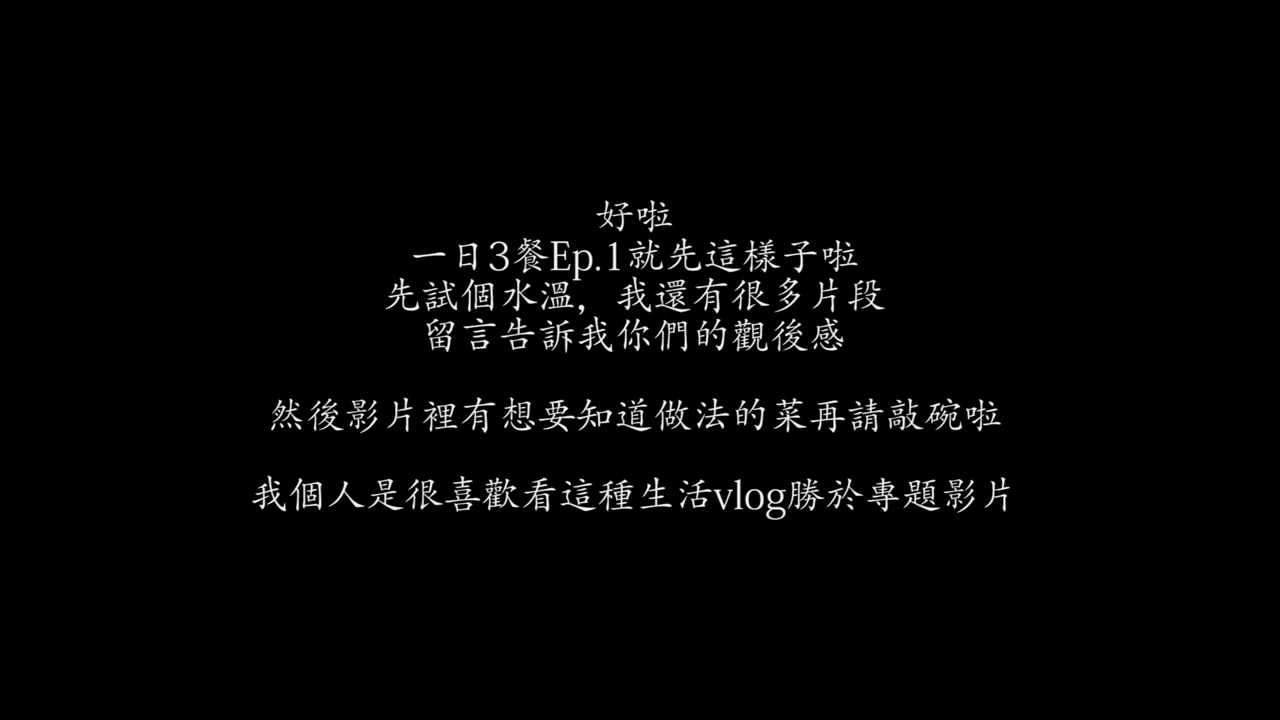 好啦
一日3餐Ep.1就先這樣子啦
先試個水溫，我還有很多片段
留言告訴我你們的觀後感
然後影片裡有想要知道做法的菜再請敲碗啦
我個人是很喜歡看這種生活vlog勝於專題影片